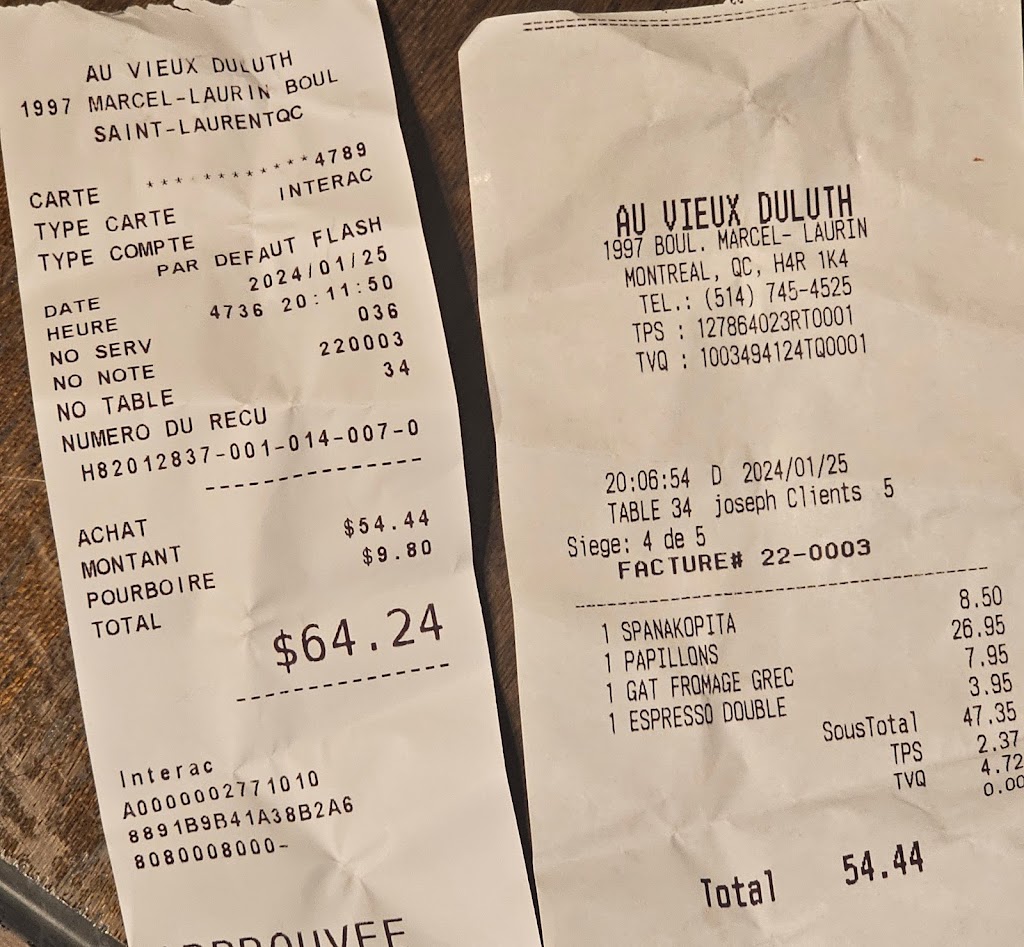 AU VIEUX DULUTH
1997 MARCEL-LAURIN BOUL
SAINT-LAURENTQC
CARTE ************4789
TYPE CARTE INTERAC
TYPE COMPTE
PAR DEFAUT FLASH
DATE 2024/01/25
HEURE 4736 20:11:50
NO SERV 036
NO NOTE 220003
NO TABLE 34
NUMERO DU RECU
H82012837-001-014-007-0
ACHAT
MONTANT $54.44
POURBOIRE $9.80
TOTAL
$64.24
Interac
A0000002771010
8891B9B41A38B2A6
8080008000-
APPROUVEE
AU VIEUX DULUTH
1997 BOUL. MARCEL- LAURIN
MONTREAL, QC, H4R 1K4
TEL.: (514) 745-4525
TPS : 127864023RT0001
TVQ : 1003494124TQ0001
20:06:54 D 2024/01/25
TABLE 34 joseph Clients 5
Siege: 4 de 5
FACTURE# 22-0003
1 SPANAKOPITA 8.50
1 PAPILLONS 26.95
1 GAT FROMAGE GREC 7.95
1 ESPRESSO DOUBLE 3.95
SousTotal 47.35
TPS 2.37
TVQ 4.72
0.00
Total 54.44